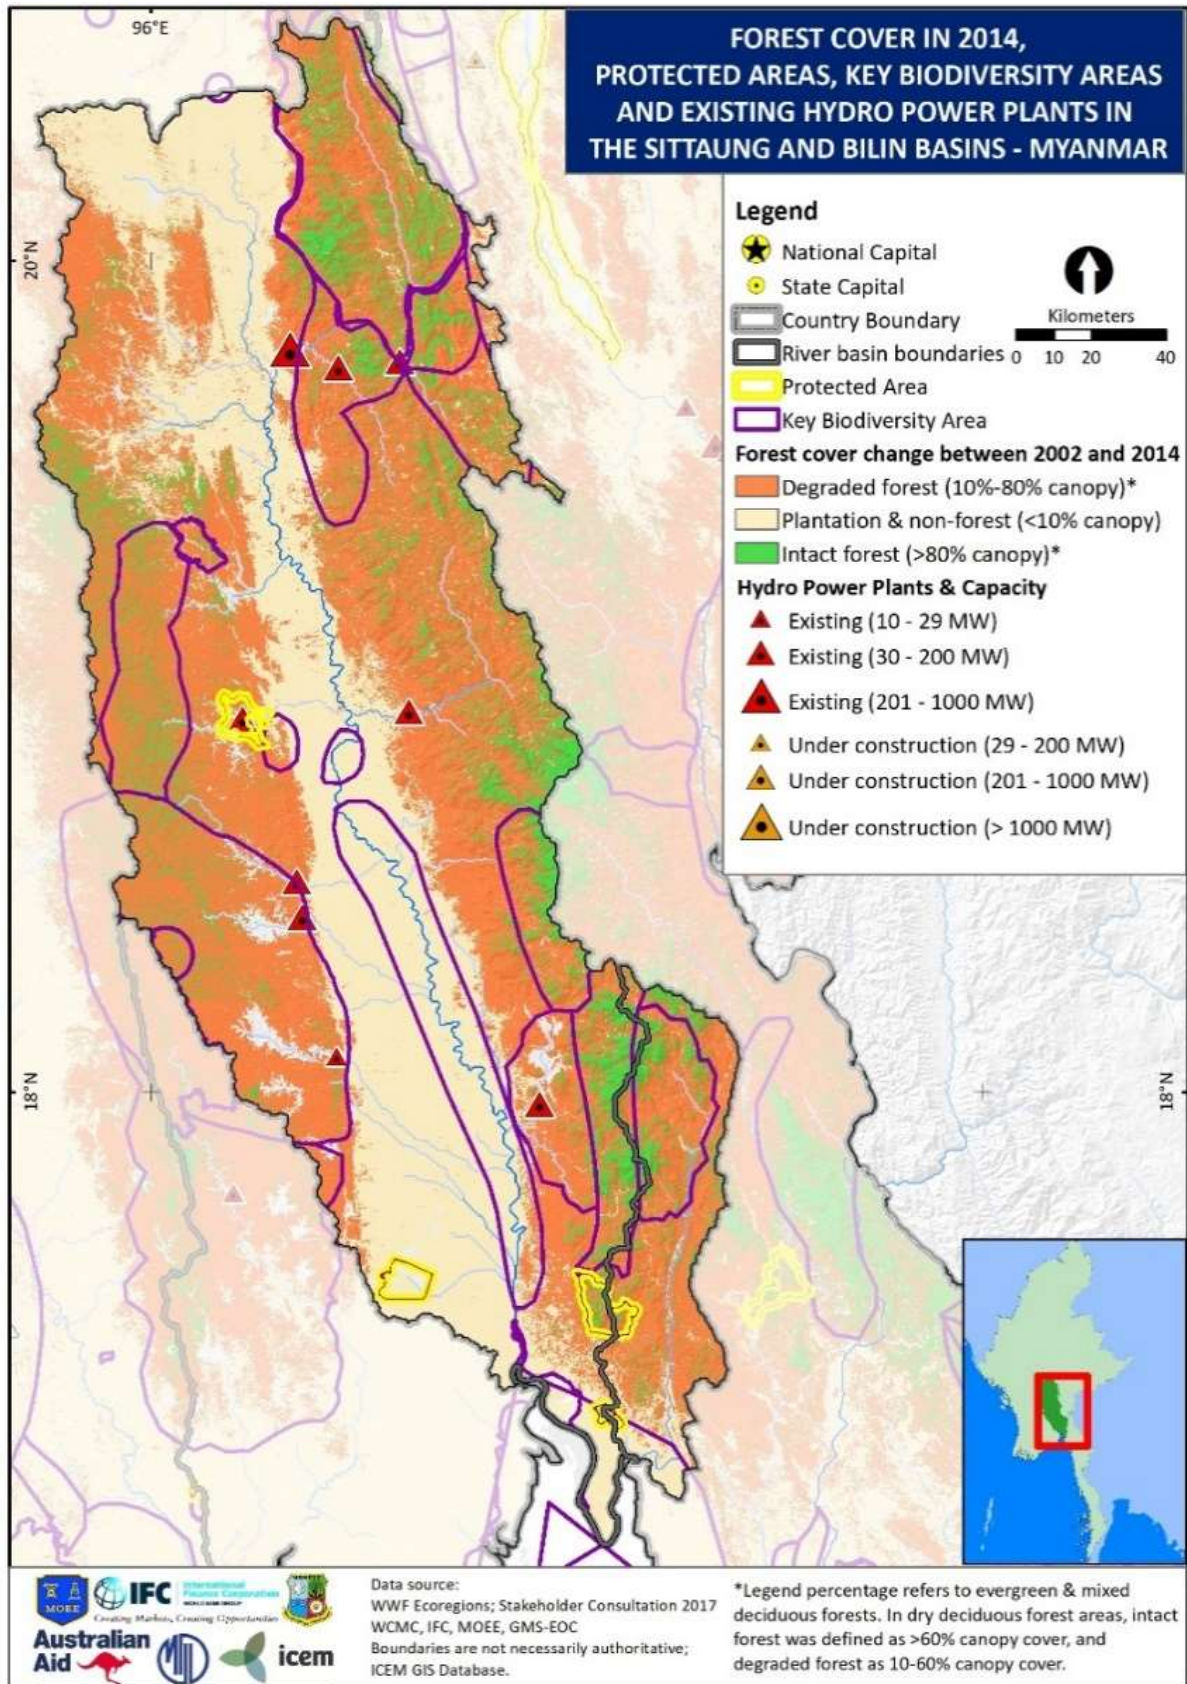 96°E
FOREST COVER IN 2014,
PROTECTED AREAS, KEY BIODIVERSITY AREAS
AND EXISTING HYDRO POWER PLANTS IN
THE SITTAUNG AND BILIN BASINS - MYANMAR
Legend
National Capital
State Capital
Country Boundary
River basin boundaries
Protected Area
Key Biodiversity Area
Kilometers
0 10 20 40
Forest cover change between 2002 and 2014
Degraded forest (10%-80% canopy)*
Plantation & non-forest (<10% canopy)
Intact forest (>80% canopy)*
Hydro Power Plants & Capacity
Existing (10 - 29 MW)
Existing (30 - 200 MW)
Existing (201 - 1000 MW)
Under construction (29 - 200 MW)
Under construction (201 - 1000 MW)
Under construction (> 1000 MW)
20°N
18°N
18°N
MOEE
IFC
International
Finance Corporation
WORLD BANK GROUP
Creating Markets, Creating Opportunities
Australian
Aid
icem
Data source:
WWF Ecoregions; Stakeholder Consultation 2017
WCMC, IFC, MOEE, GMS-EOC
Boundaries are not necessarily authoritative;
ICEM GIS Database.
*Legend percentage refers to evergreen & mixed
deciduous forests. In dry deciduous forest areas, intact
forest was defined as >60% canopy cover, and
degraded forest as 10-60% canopy cover.